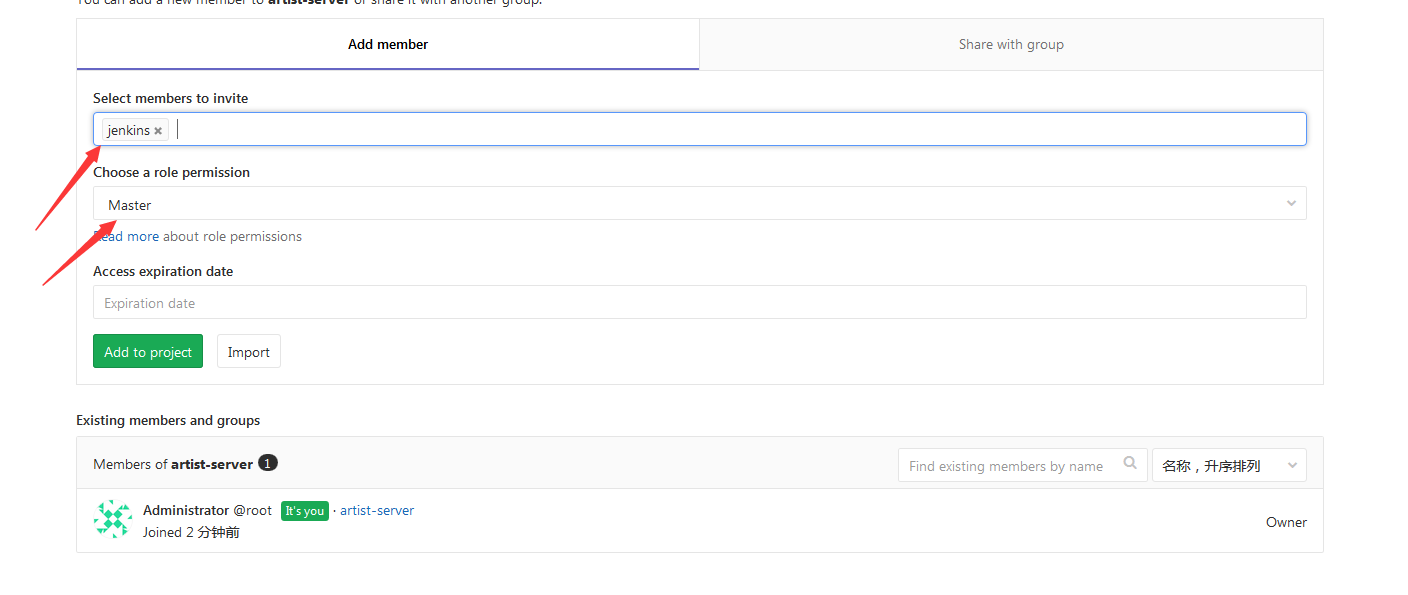 You can add a new member to artist-server or share it with another group.
Add member
Share with group
Select members to invite
jenkins ×
Choose a role permission
Master
Read more about role permissions
Access expiration date
Expiration date
Add to project
Import
Existing members and groups
Members of artist-server 1
Find existing members by name
名称，升序排列
Administrator @root It's you · artist-server
Joined 2 分钟前
Owner